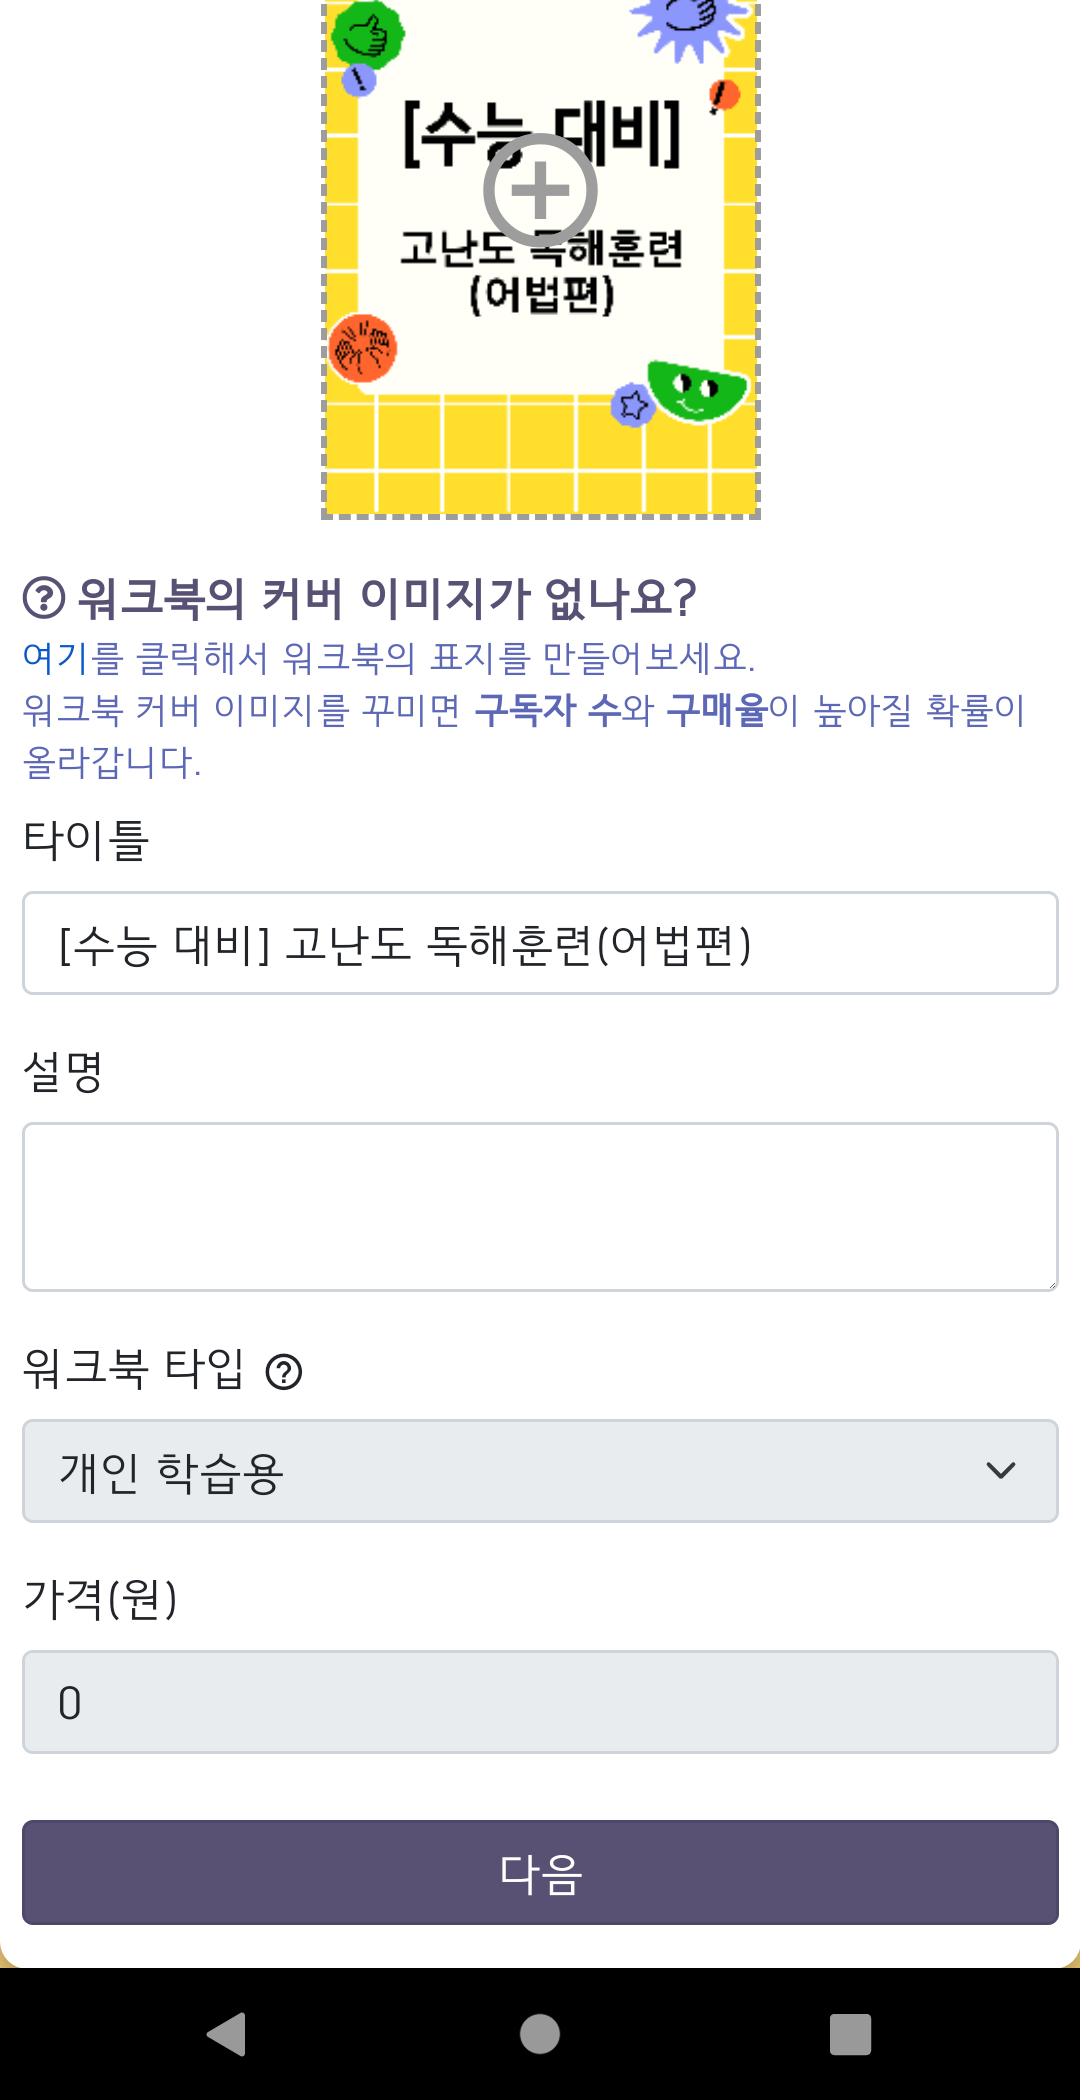 [수능 대비]
고난도 독해훈련
(어법편)
워크북의 커버 이미지가 없나요?
여기를 클릭해서 워크북의 표지를 만들어보세요.
워크북 커버 이미지를 꾸미면 구독자 수와 구매율이 높아질 확률이
올라갑니다.
타이틀
[수능 대비] 고난도 독해훈련(어법편)
설명
워크북 타입
개인 학습용
가격(원)
0
다음